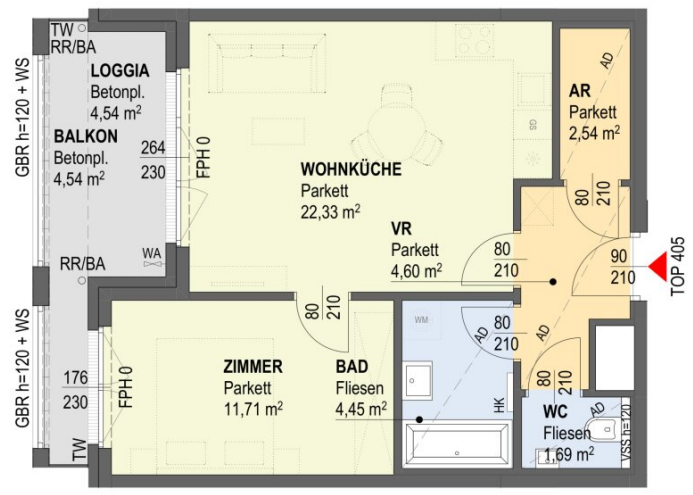 TW
RR/BA
LOGGIA
Betonpl.
4,54 m²
BALKON
Betonpl.
4,54 m²
GBR h=120 + WS
264
230
FPH 0
WA
RR/BA
WOHNKÜCHE
Parkett
22,33 m²
GS
AD
AR
Parkett
2,54 m²
80
210
VR
Parkett
4,60 m²
80
210
90
210
TOP 405
GBR h=120 + WS
176
230
FPH 0
TW
80
210
ZIMMER
Parkett
11,71 m²
BAD
Fliesen
4,45 m²
WM
AD
80
210
AD
HK
80
210
WC
Fliesen
1,69 m²
AD
VSS h=120